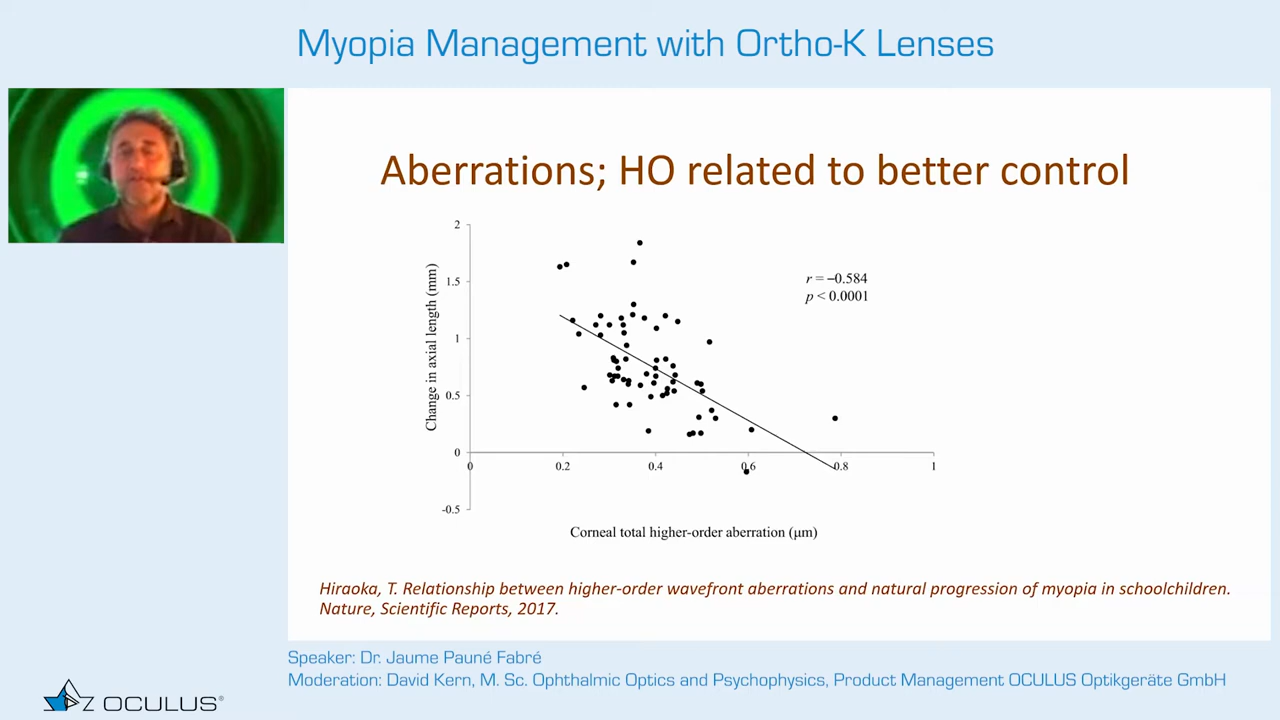 Myopia Management with Ortho-K Lenses
Aberrations; HO related to better control
2
1.5
1
0.5
0
-0.5
Change in axial length (mm)
r = −0.584
p < 0.0001
0
0.2
0.4
0.6
0.8
1
Corneal total higher-order aberration (μm)
Hiraoka, T. Relationship between higher-order wavefront aberrations and natural progression of myopia in schoolchildren.
Nature, Scientific Reports, 2017.
Speaker: Dr. Jaume Pauné Fabré
Moderation: David Kern, M. Sc. Ophthalmic Optics and Psychophysics, Product Management OCULUS Optikgeräte GmbH
OCULUS®